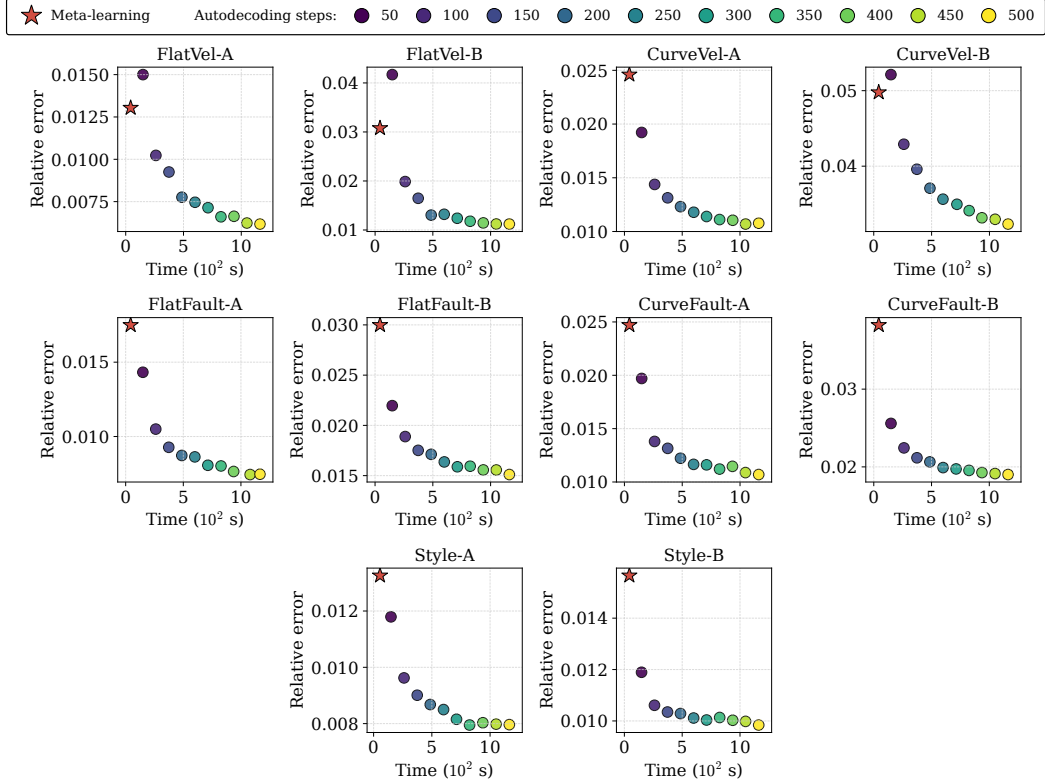 Meta-learning Autodecoding steps: 50 100 150 200 250 300 350 400 450 500
FlatVel-A
Relative error
0.0150
0.0125
0.0100
0.0075
0 5 10
Time (10² s)
FlatVel-B
Relative error
0.04
0.03
0.02
0.01
0 5 10
Time (10² s)
CurveVel-A
Relative error
0.025
0.020
0.015
0.010
0 5 10
Time (10² s)
CurveVel-B
Relative error
0.05
0.04
0 5 10
Time (10² s)
FlatFault-A
Relative error
0.015
0.010
0 5 10
Time (10² s)
FlatFault-B
Relative error
0.030
0.025
0.020
0.015
0 5 10
Time (10² s)
CurveFault-A
Relative error
0.025
0.020
0.015
0.010
0 5 10
Time (10² s)
CurveFault-B
Relative error
0.03
0.02
0 5 10
Time (10² s)
Style-A
Relative error
0.012
0.010
0.008
0 5 10
Time (10² s)
Style-B
Relative error
0.014
0.012
0.010
0 5 10
Time (10² s)